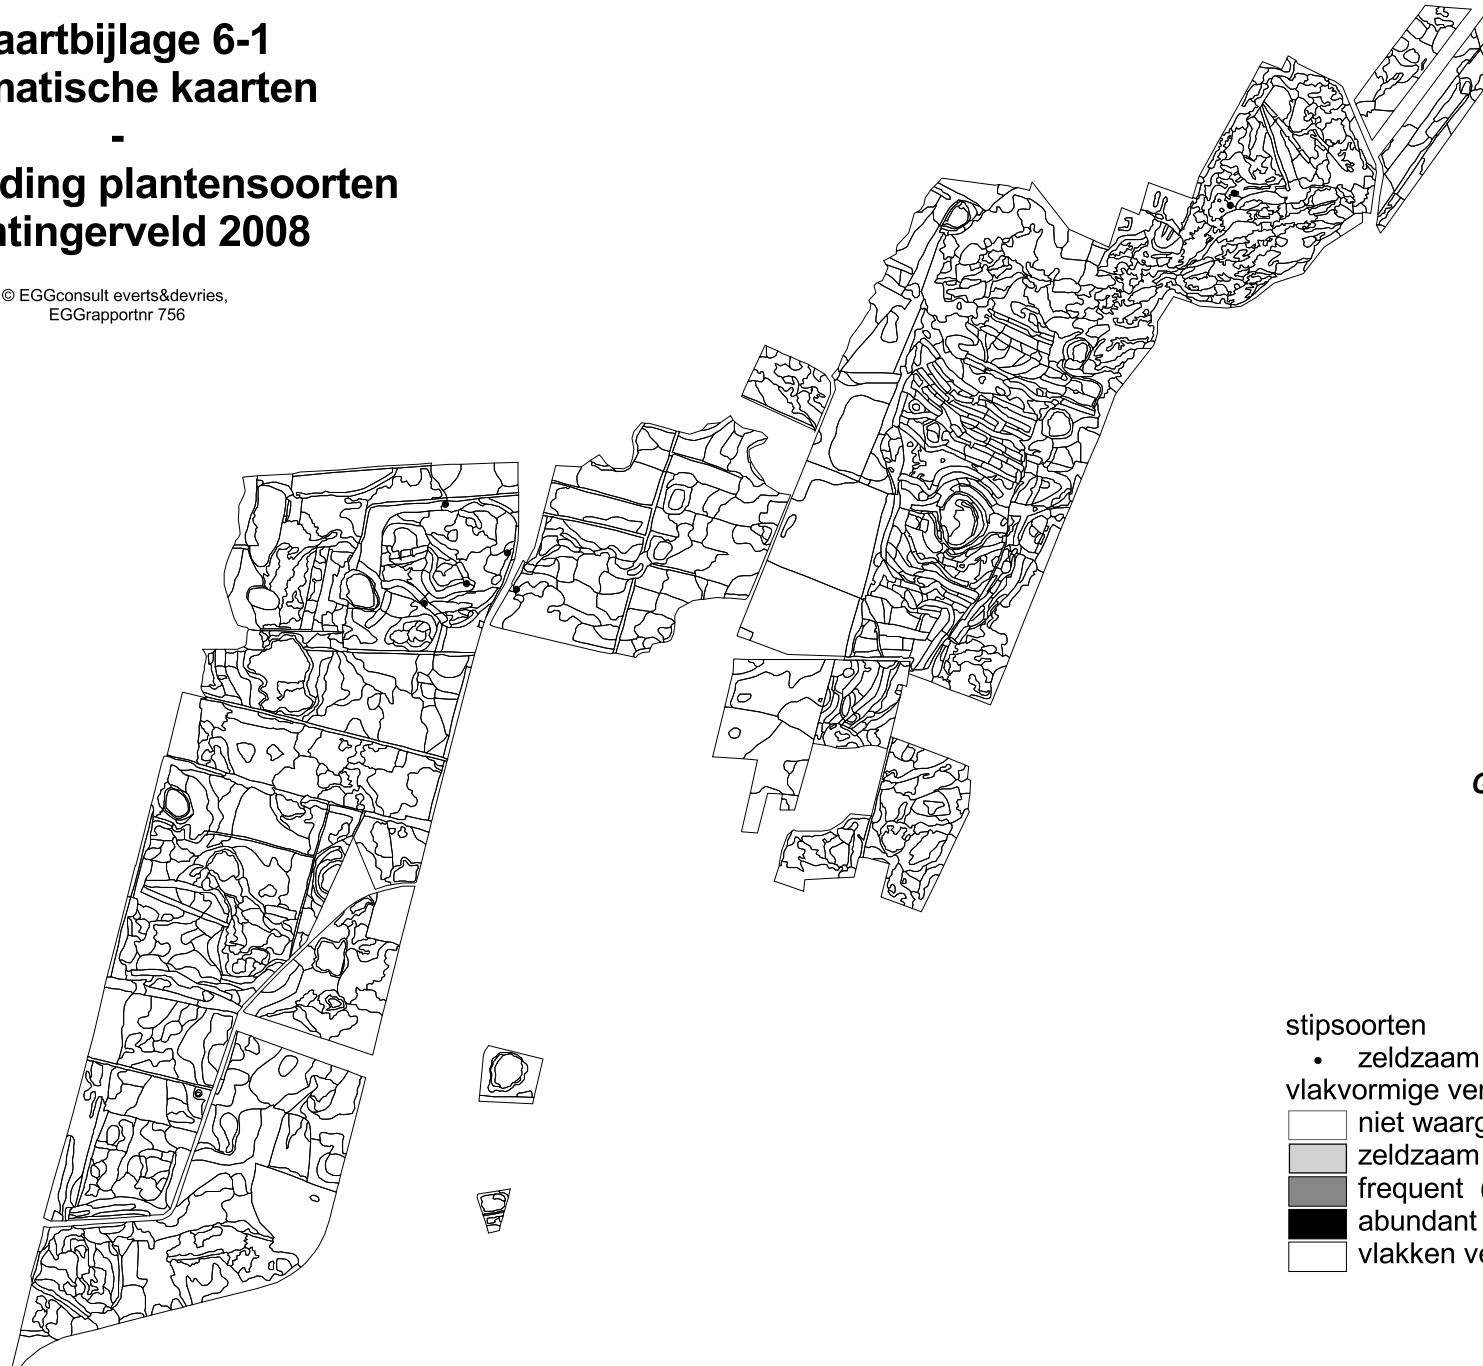 aartbijlage 6-1
matische kaarten
-
ding plantensoorten
ntingerveld 2008
© EGGconsult everts&devries,
EGGrapportnr 756
stipsoorten
zeldzaam
vlakvormige ver
niet waarg
zeldzaam
frequent (
abundant
vlakken ve